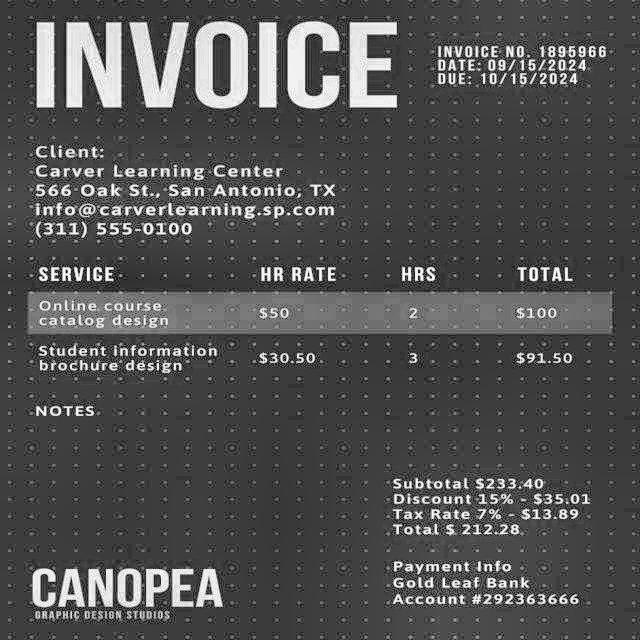 INVOICE
INVOICE NO. 1895966
DATE: 09/15/2024
DUE: 10/15/2024
Client:
Carver Learning Center
566 Oak St., San Antonio, TX
info@carverlearning.sp.com
(311) 555-0100
SERVICE HR RATE HRS TOTAL
Online course
catalog design $50 2 $100
Student information
brochure design $30.50 3 $91.50
NOTES
Subtotal $233.40
Discount 15% - $35.01
Tax Rate 7% - $13.89
Total $ 212.28
Payment Info
Gold Leaf Bank
Account #292363666
CANOPEA
GRAPHIC DESIGN STUDIOS